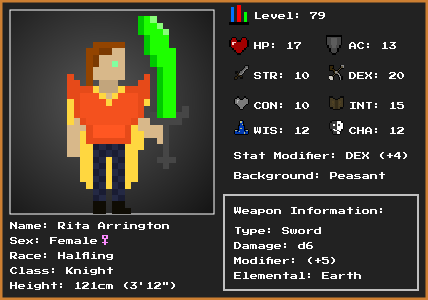 Level: 79
HP: 17
AC: 13
STR: 10
DEX: 20
CON: 10
INT: 15
WIS: 12
CHA: 12
Stat Modifier: DEX (+4)
Background: Peasant
Name: Rita Arrington
Sex: Female♀
Race: Halfling
Class: Knight
Height: 121cm (3'12")
Weapon Information:
Type: Sword
Damage: d6
Modifier: (+5)
Elemental: Earth